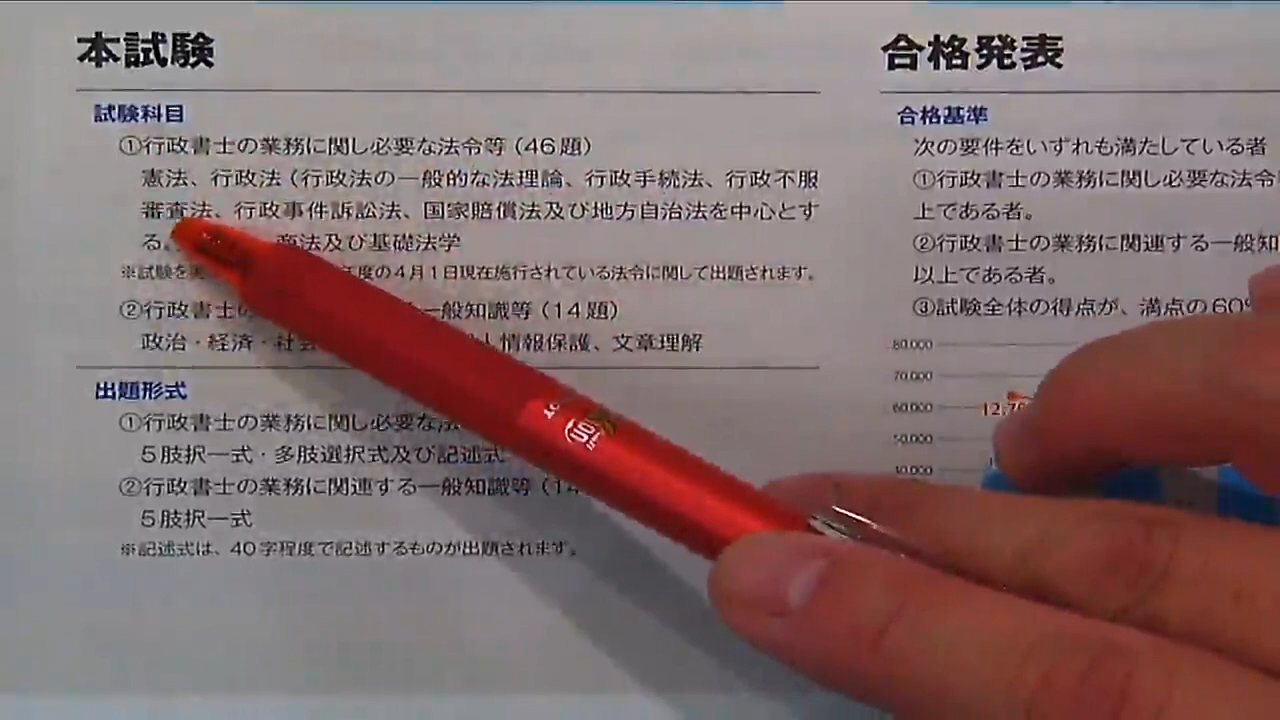 本試験
試験科目
①行政書士の業務に関し必要な法令等（46題）
憲法、行政法（行政法の一般的な法理論、行政手続法、行政不服
審査法、行政事件訴訟法、国家賠償法及び地方自治法を中心とす
る。 商法及び基礎法学
※試験を 年度の4月1日現在施行されている法令に関して出題されます。
②行政書士の 一般知識等（14題）
政治・経済・社会 人情報保護、文章理解
出題形式
①行政書士の業務に関し必要な法
5肢択一式・多肢選択式及び記述式
②行政書士の業務に関連する一般知識等（14
5肢択一式
※記述式は、40字程度で記述するものが出題されます。
合格発表
合格基準
次の要件をいずれも満たしている者
①行政書士の業務に関し必要な法令
上である者。
②行政書士の業務に関連する一般知
以上である者。
③試験全体の得点が、満点の60%
80,000
70,000
60,000
50,000
40,000